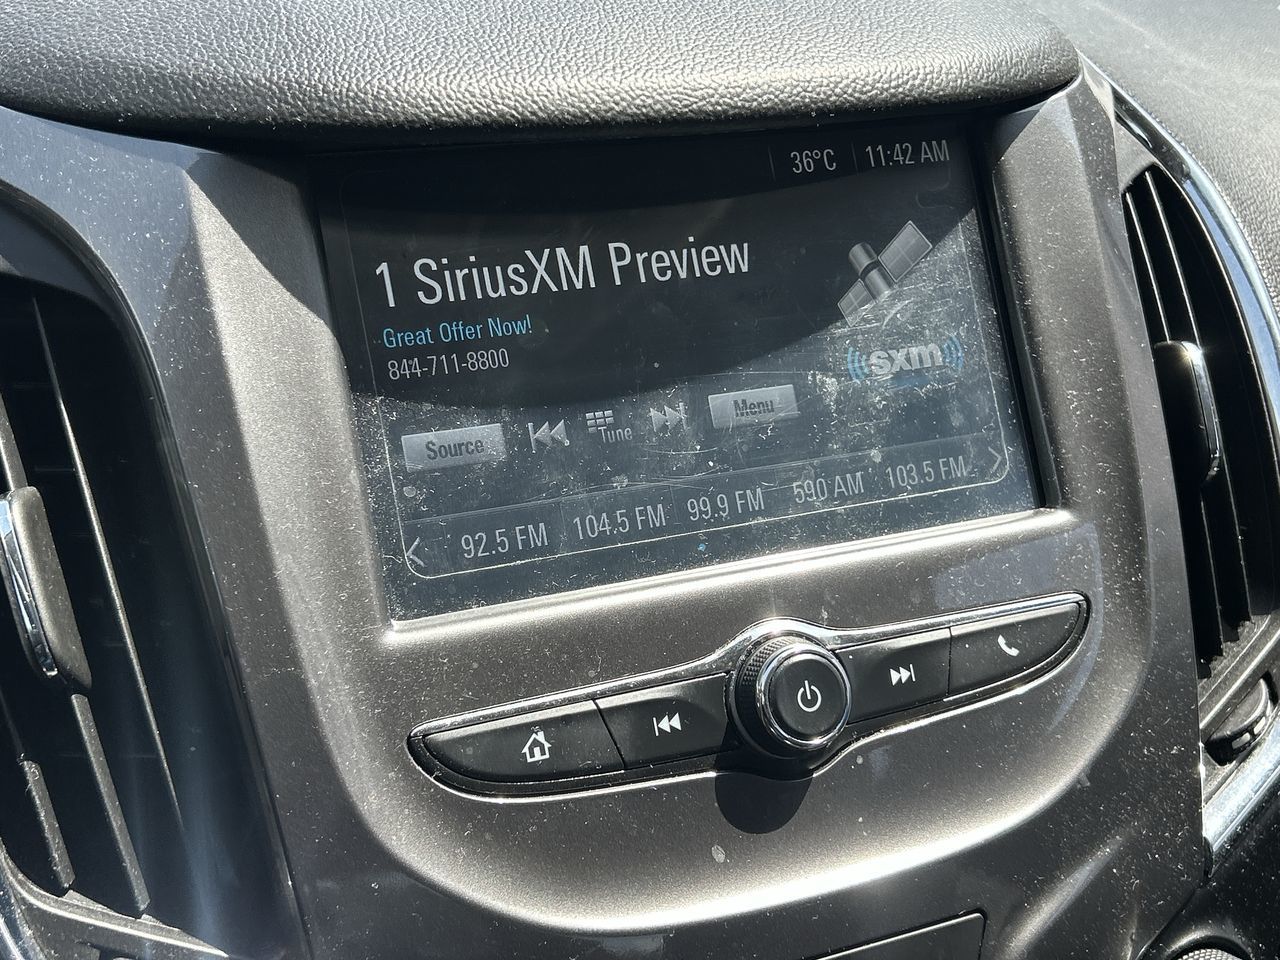 36°C 11:42 AM
1 SiriusXM Preview
Great Offer Now!
844-711-8800
sxm
Source Tune Menu
92.5 FM 104.5 FM 99.9 FM 590 AM 103.5 FM